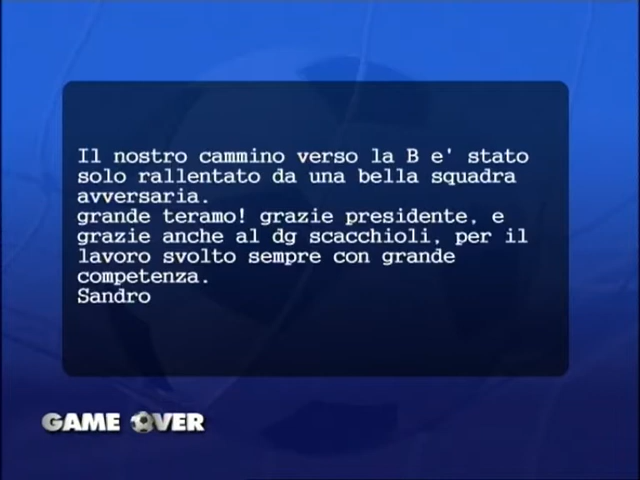 Il nostro cammino verso la B e' stato
solo rallentato da una bella squadra
avversaria.
grande teramo! grazie presidente, e
grazie anche al dg scacchioli, per il
lavoro svolto sempre con grande
competenza.
Sandro
GAME OVER